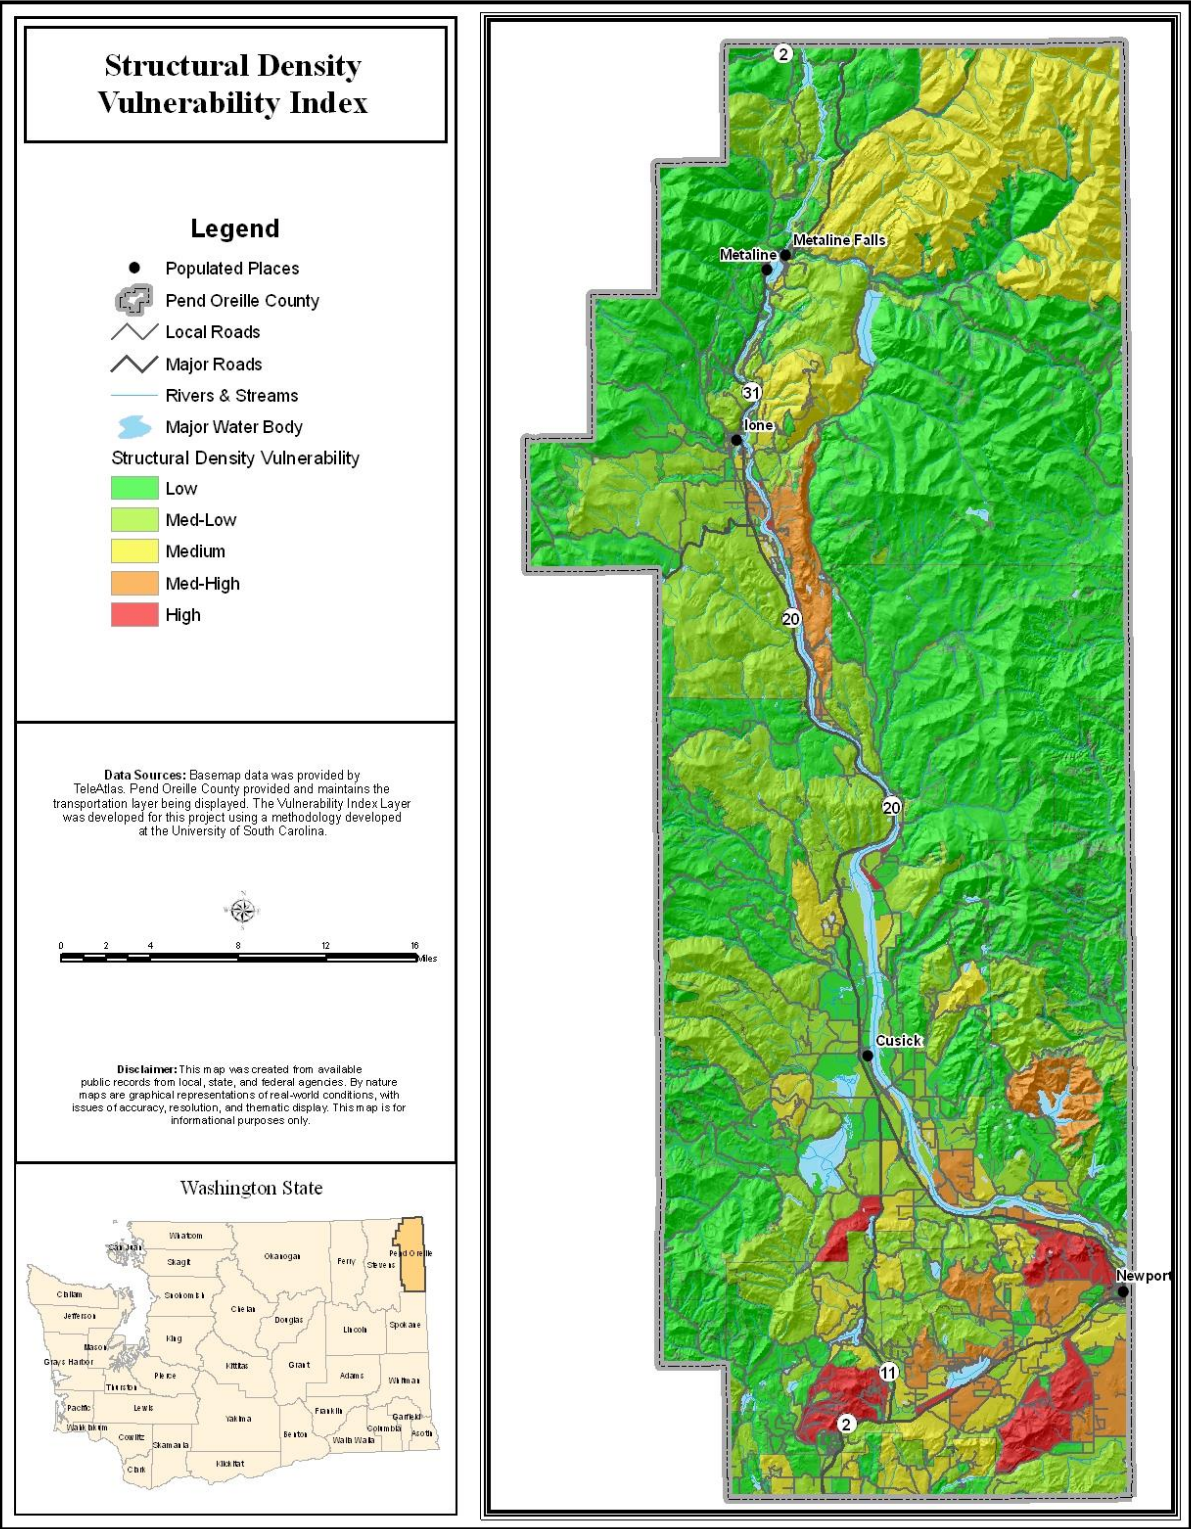 Structural Density
Vulnerability Index
Legend
Populated Places
Pend Oreille County
Local Roads
Major Roads
Rivers & Streams
Major Water Body
Structural Density Vulnerability
Low
Med-Low
Medium
Med-High
High
Data Sources: Basemap data was provided by
TeleAtlas. Pend Oreille County provided and maintains the
transportation layer being displayed. The Vulnerability Index Layer
was developed for this project using a methodology developed
at the University of South Carolina.
N
0 2 4 8 12 16
Miles
Disclaimer: This map was created from available
public records from local, state, and federal agencies. By nature
maps are graphical representations of real-world conditions, with
issues of accuracy, resolution, and thematic display. This map is for
informational purposes only.
Washington State
Whatcom
San Juan
Skagit
Okanogan
Ferry
Stevens
Pend Oreille
Clallam
Snohomish
Chelan
Jefferson
Douglas
Lincoln
Spokane
King
Mason
Grays Harbor
Kittitas
Grant
Pierce
Adams
Whitman
Thurston
Pacific
Lewis
Yakima
Franklin
Garfield
Wahkiakum
Cowlitz
Skamania
Benton
Walla Walla
Columbia
Asotin
Clark
Klickitat
2
Metaline Falls
Metaline
31
Ione
20
20
Cusick
Newport
11
2